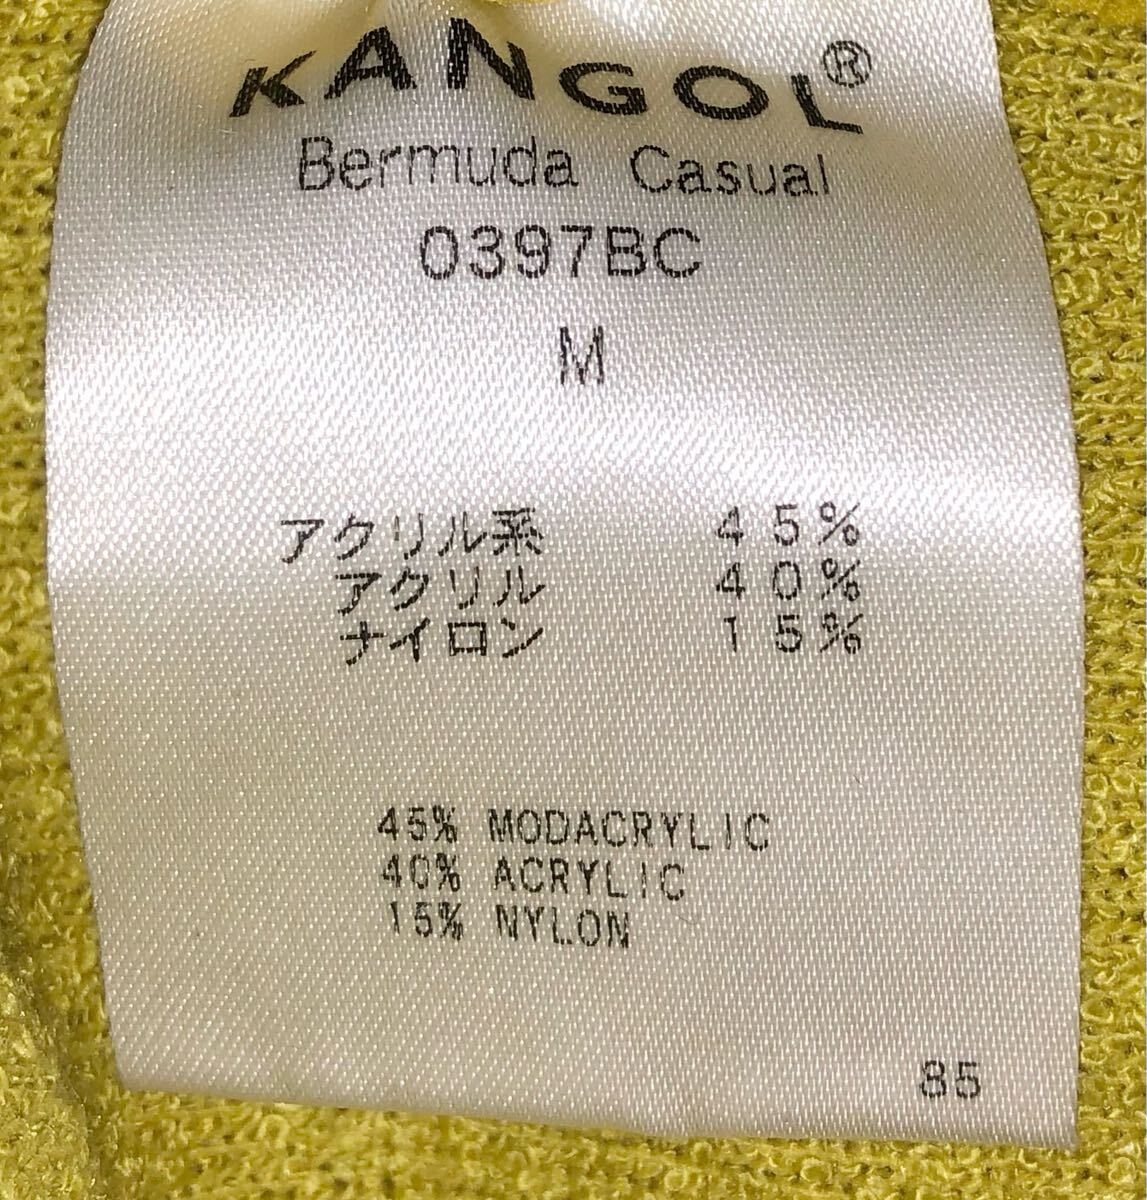 KANGOL®
Bermuda Casual
0397BC
M
アクリル系 45%
アクリル 40%
ナイロン 15%
45% MODACRYLIC
40% ACRYLIC
15% NYLON
85